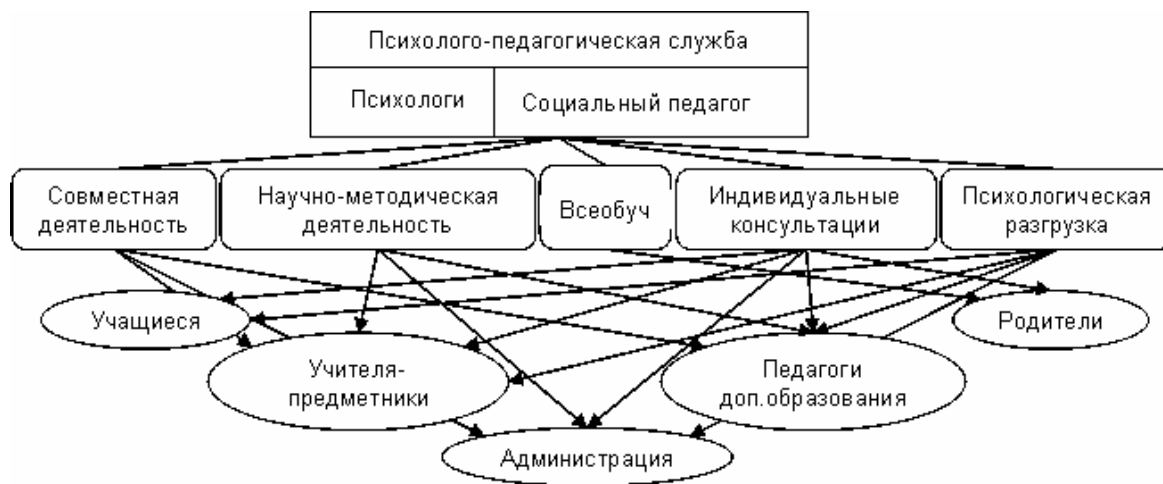 Психолого-педагогическая служба
Психологи
Социальный педагог
Совместная
деятельность
Научно-методическая
деятельность
Всеобуч
Индивидуальные
консультации
Психологическая
разгрузка
Учащиеся
Родители
Учителя-
предметники
Педагоги
доп.образования
Администрация